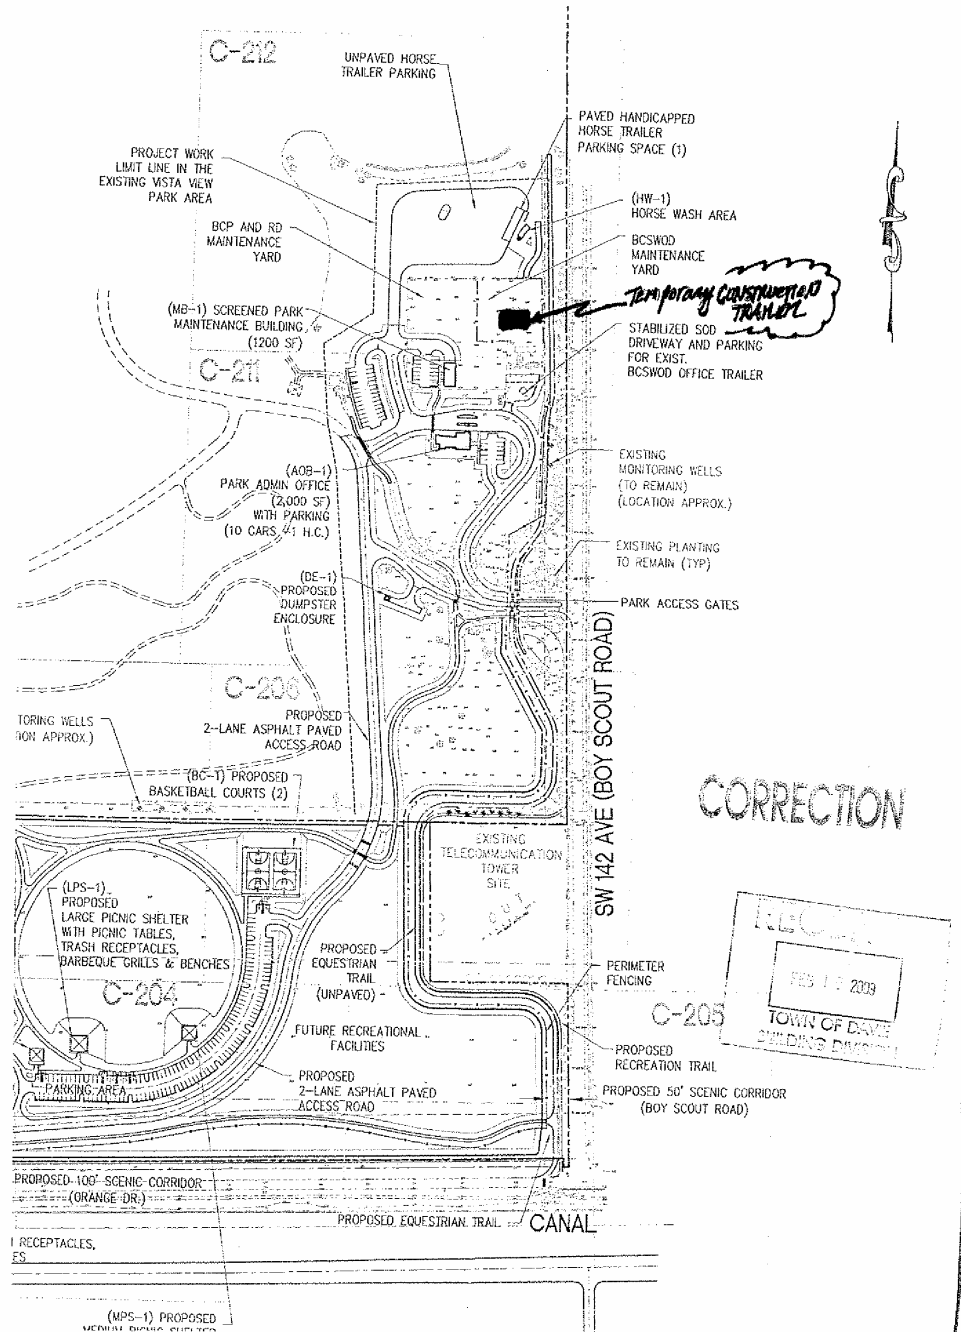 C-212
UNPAVED HORSE
TRAILER PARKING
PAVED HANDICAPPED
HORSE TRAILER
PARKING SPACE (1)
PROJECT WORK
LIMIT LINE IN THE
EXISTING VISTA VIEW
PARK AREA
(HW-1)
HORSE WASH AREA
BCP AND RD
MAINTENANCE
YARD
BCSWOD
MAINTENANCE
YARD
Temporary CONSTRUCTION
TRAILER
(MB-1) SCREENED PARK
MAINTENANCE BUILDING
(1200 SF)
STABILIZED SOD
DRIVEWAY AND PARKING
FOR EXIST.
BCSWOD OFFICE TRAILER
C-211
EXISTING
MONITORING WELLS
(TO REMAIN)
(LOCATION APPROX.)
(AOB-1)
PARK ADMIN OFFICE
(2,000 SF)
WITH PARKING
(10 CARS, 1 H.C.)
EXISTING PLANTING
TO REMAIN (TYP)
(DE-1)
PROPOSED
DUMPSTER
ENCLOSURE
PARK ACCESS GATES
SW 142 AVE (BOY SCOUT ROAD)
C-206
TORING WELLS
ION APPROX.)
PROPOSED
2-LANE ASPHALT PAVED
ACCESS ROAD
(BC-1) PROPOSED
BASKETBALL COURTS (2)
CORRECTION
EXISTING
TELECOMMUNICATION
TOWER
SITE
(LPS-1)
PROPOSED
LARGE PICNIC SHELTER
WITH PICNIC TABLES,
TRASH RECEPTACLES,
BARBEQUE GRILLS & BENCHES
C-204
PROPOSED
EQUESTRIAN
TRAIL
(UNPAVED)
PERIMETER
FENCING
C-205
FEB 2009
TOWN OF DAVIE
BUILDING DIVISION
FUTURE RECREATIONAL
FACILITIES
PROPOSED
RECREATION TRAIL
PARKING AREA
PROPOSED
2-LANE ASPHALT PAVED
ACCESS ROAD
PROPOSED 50' SCENIC CORRIDOR
(BOY SCOUT ROAD)
PROPOSED 100' SCENIC CORRIDOR
(ORANGE DR.)
PROPOSED EQUESTRIAN TRAIL
CANAL
RECEPTACLES,
ES
(MPS-1) PROPOSED
MEDIUM PICNIC SHELTER